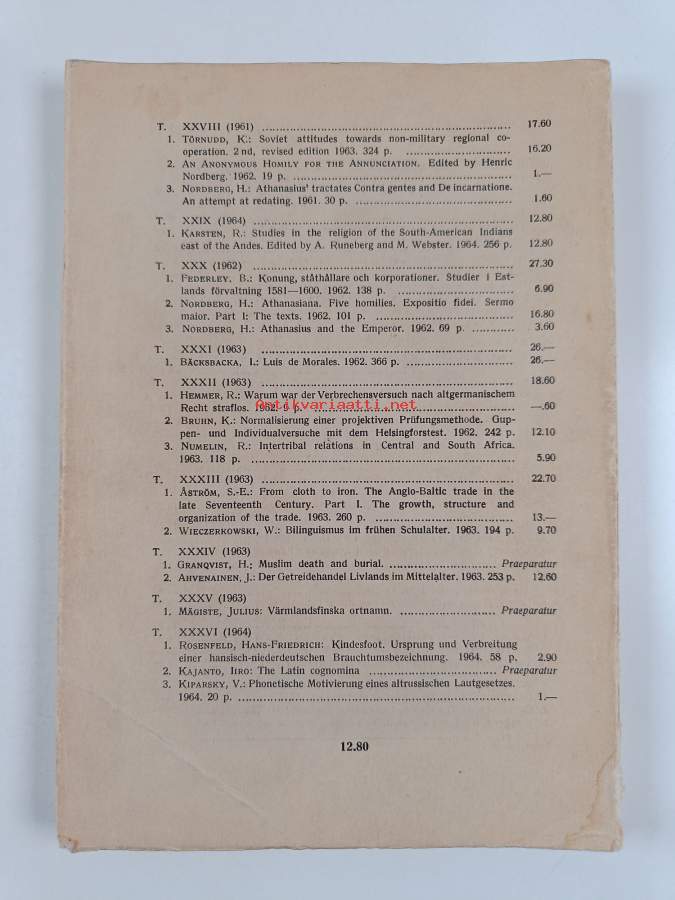 T. XXVIII (1961) ........ 17.60
1. TÖRNUDD, K.: Soviet attitudes towards non-military regional co-
operation. 2nd, revised edition 1963. 324 p. ........ 16.20
2. AN ANONYMOUS HOMILY FOR THE ANNUNCIATION. Edited by Henric
Nordberg. 1962. 19 p. ........ 1.—
3. NORDBERG, H.: Athanasius' tractates Contra gentes and De incarnatione.
An attempt at redating. 1961. 30 p. ........ 1.60
T. XXIX (1964) ........ 12.80
1. KARSTEN, R.: Studies in the religion of the South-American Indians
east of the Andes. Edited by A. Runeberg and M. Webster. 1964. 256 p. 12.80
T. XXX (1962) ........ 27.30
1. FEDERLEY, B.: Konung, ståthållare och korporationer. Studier i Est-
lands förvaltning 1581—1600. 1962. 138 p. ........ 6.90
2. NORDBERG, H.: Athanasiana. Five homilies. Expositio fidei. Sermo
maior. Part I: The texts. 1962. 101 p. ........ 16.80
3. NORDBERG, H.: Athanasius and the Emperor. 1962. 69 p. ........ 3.60
T. XXXI (1963) ........ 26.—
1. BÄCKSBACKA, I.: Luis de Morales. 1962. 366 p. ........ 26.—
T. XXXII (1963) ........ 18.60
1. HEMMER, R.: Warum war der Verbrechensversuch nach altgermanischem
Recht straflos. 1962. p. ........ —.60
Antikvariaatti.net
2. BRUHN, K.: Normalisierung einer projektiven Prüfungsmethode. Gup-
pen- und Individualversuche mit dem Helsingforstest. 1962. 242 p. 12.10
3. NUMELIN, R.: Intertribal relations in Central and South Africa.
1963. 118 p. ........ 5.90
T. XXXIII (1963) ........ 22.70
1. ÅSTRÖM, S.-E.: From cloth to iron. The Anglo-Baltic trade in the
late Seventeenth Century. Part I. The growth, structure and
organization of the trade. 1963. 260 p. ........ 13.—
2. WIECZERKOWSKI, W.: Bilinguismus im frühen Schulalter. 1963. 194 p. 9.70
T. XXXIV (1963)
1. GRANQVIST, H.: Muslim death and burial. ........ Praeparatur
2. AHVENAINEN, J.: Der Getreidehandel Livlands im Mittelalter. 1963. 253 p. 12.60
T. XXXV (1963)
1. MÄGISTE, JULIUS: Värmlandsfinska ortnamn. ........ Praeparatur
T. XXXVI (1964)
1. ROSENFELD, HANS-FRIEDRICH: Kindesfoot. Ursprung und Verbreitung
einer hansisch-niederdeutschen Brauchtumsbezeichnung. 1964. 58 p. 2.90
2. KAJANTO, IIRO: The Latin cognomina ........ Praeparatur
3. KIPARSKY, V.: Phonetische Motivierung eines altrussischen Lautgesetzes.
1964. 20 p. ........ 1.—
12.80